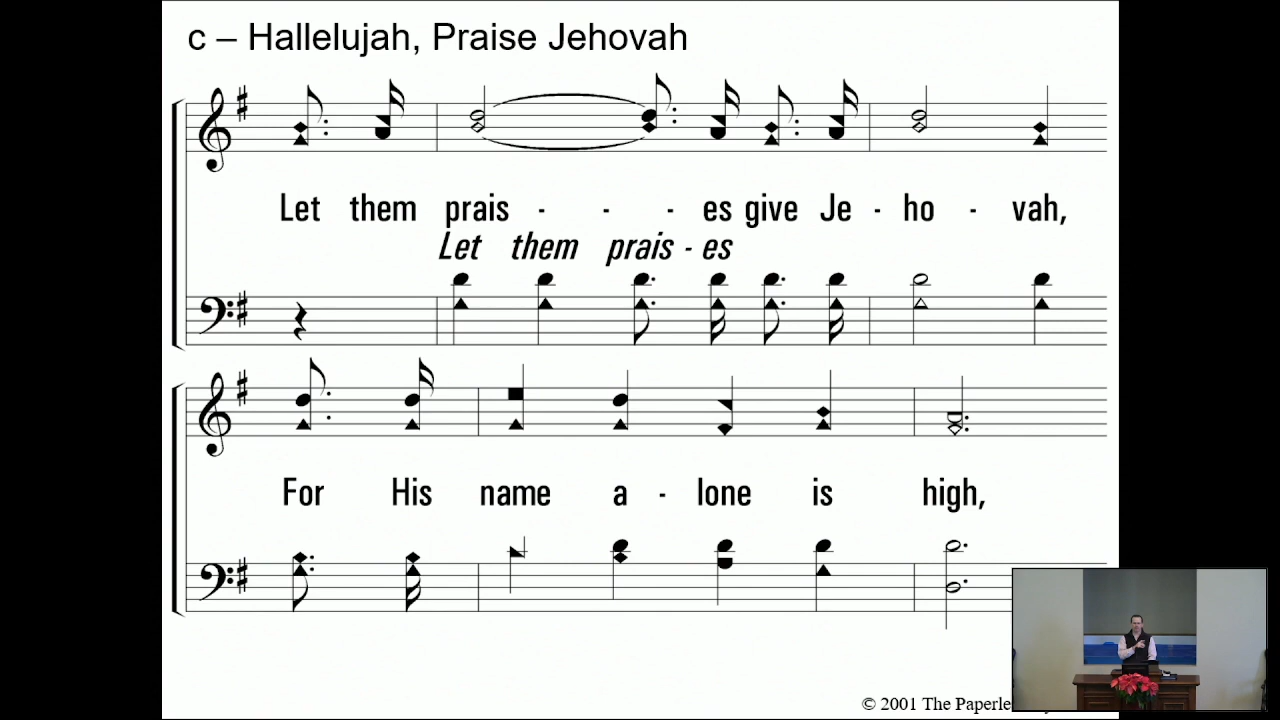 c – Hallelujah, Praise Jehovah
Let them prais - - - es give Je - ho - vah,
Let them prais - es
For His name a - lone is high,
© 2001 The